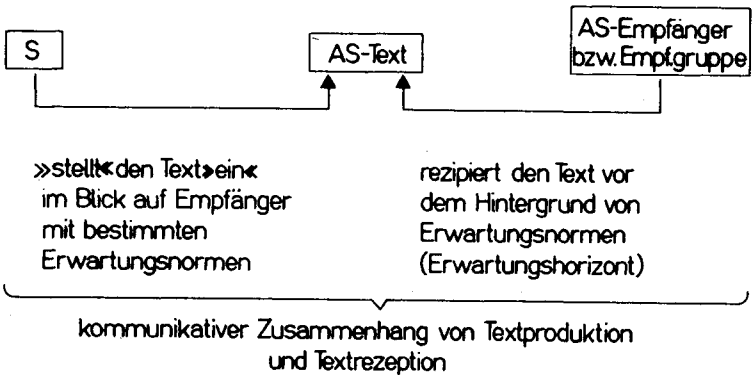 S
AS-Text
AS-Empfänger
bzw. Empf.gruppe
»stellt« den Text »ein«
im Blick auf Empfänger
mit bestimmten
Erwartungsnormen
rezipiert den Text vor
dem Hintergrund von
Erwartungsnormen
(Erwartungshorizont)
kommunikativer Zusammenhang von Textproduktion
und Textrezeption